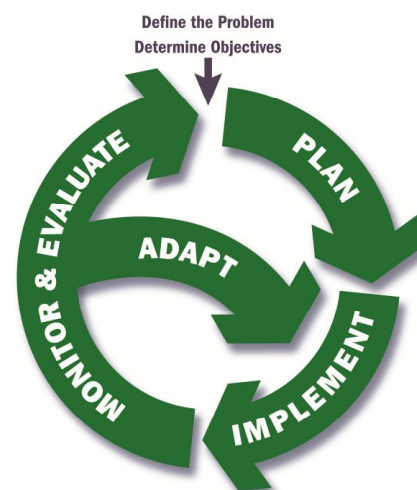 Define the Problem
Determine Objectives
PLAN
IMPLEMENT
MONITOR & EVALUATE
ADAPT